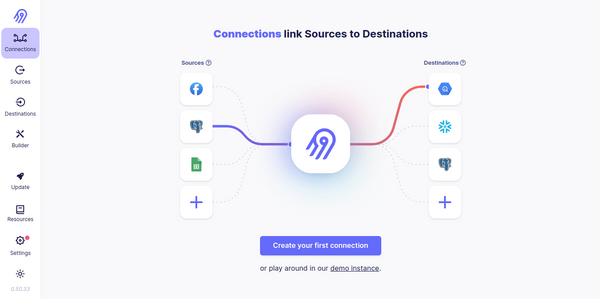 Connections link Sources to Destinations
Connections
Sources
Destinations
Builder
Update
Resources
Settings
0.50.33
Sources
Destinations
Create your first connection
or play around in our demo instance.